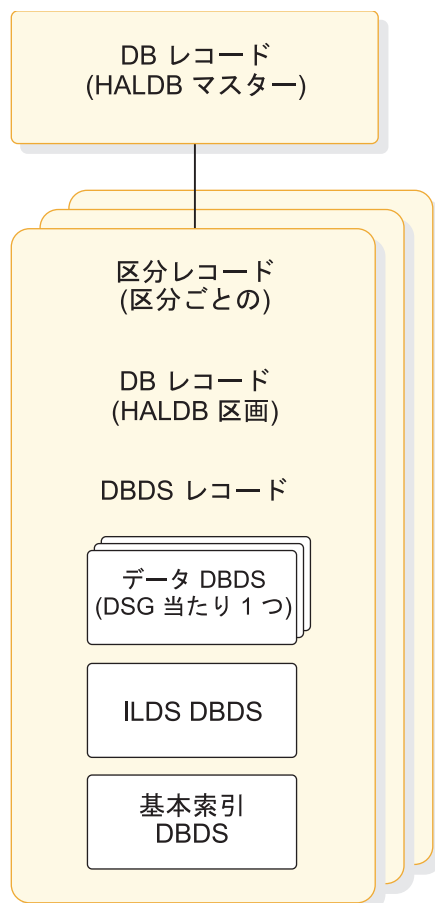 DB レコード
(HALDB マスター)
区分レコード
(区分ごとの)
DB レコード
(HALDB 区画)
DBDS レコード
データ DBDS
(DSG 当たり 1 つ)
ILDS DBDS
基本索引
DBDS